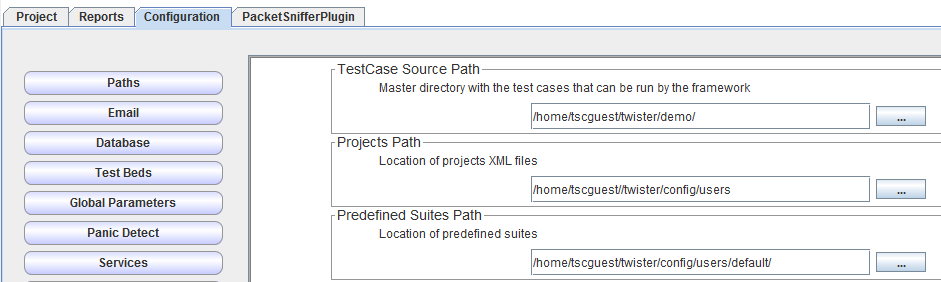 Project Reports Configuration PacketSnifferPlugin
Paths
Email
Database
Test Beds
Global Parameters
Panic Detect
Services
TestCase Source Path
Master directory with the test cases that can be run by the framework
/home/tscguest/twister/demo/ ...
Projects Path
Location of projects XML files
/home/tscguest//twister/config/users ...
Predefined Suites Path
Location of predefined suites
/home/tscguest/twister/config/users/default/ ...